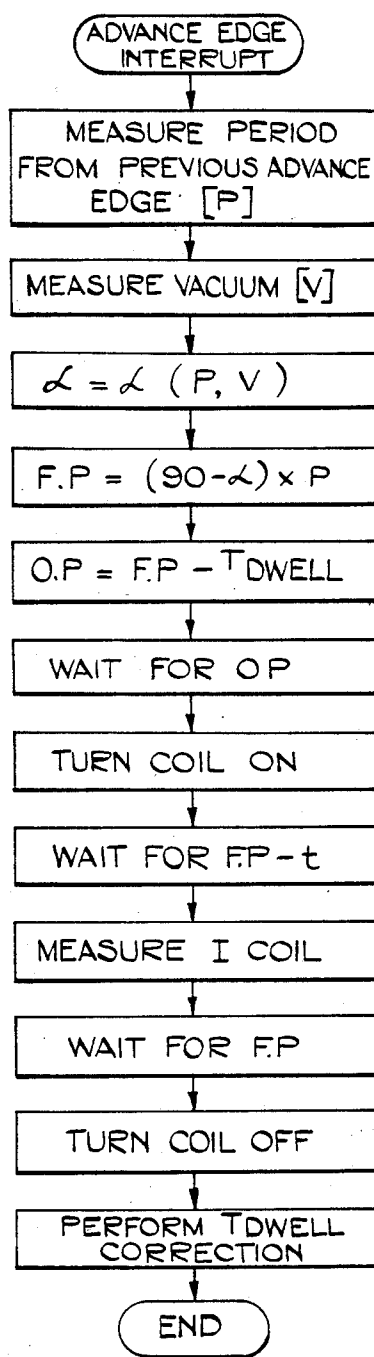 ADVANCE EDGE
INTERRUPT
MEASURE PERIOD
FROM PREVIOUS ADVANCE
EDGE [P]
MEASURE VACUUM [V]
α = α (P, V)
F.P = (90-α) × P
O.P = F.P - TDWELL
WAIT FOR O P
TURN COIL ON
WAIT FOR F.P - t
MEASURE I COIL
WAIT FOR F.P
TURN COIL OFF
PERFORM TDWELL
CORRECTION
END